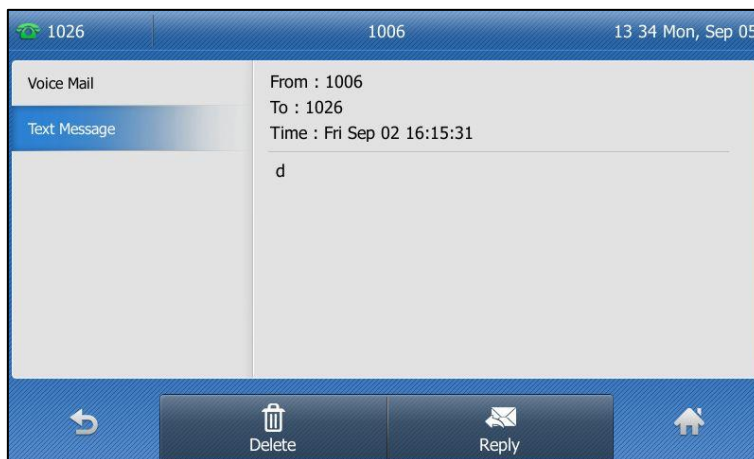 1026
1006
13 34 Mon, Sep 05
Voice Mail
Text Message
From : 1006
To : 1026
Time : Fri Sep 02 16:15:31
d
Delete
Reply